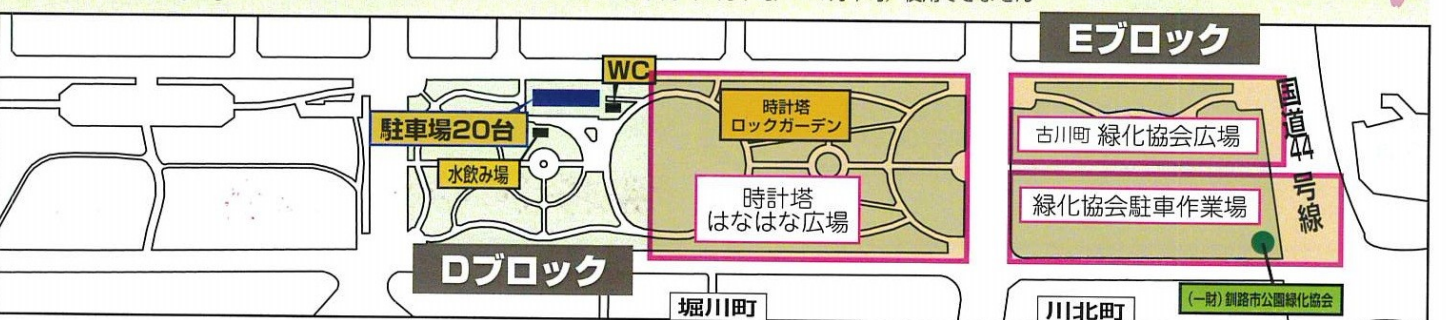 Eブロック
WC
駐車場20台
時計塔
ロックガーデン
国道44号線
古川町 緑化協会広場
水飲み場
時計塔
はなはな広場
緑化協会駐車作業場
Dブロック
堀川町
川北町
(一財)釧路市公園緑化協会